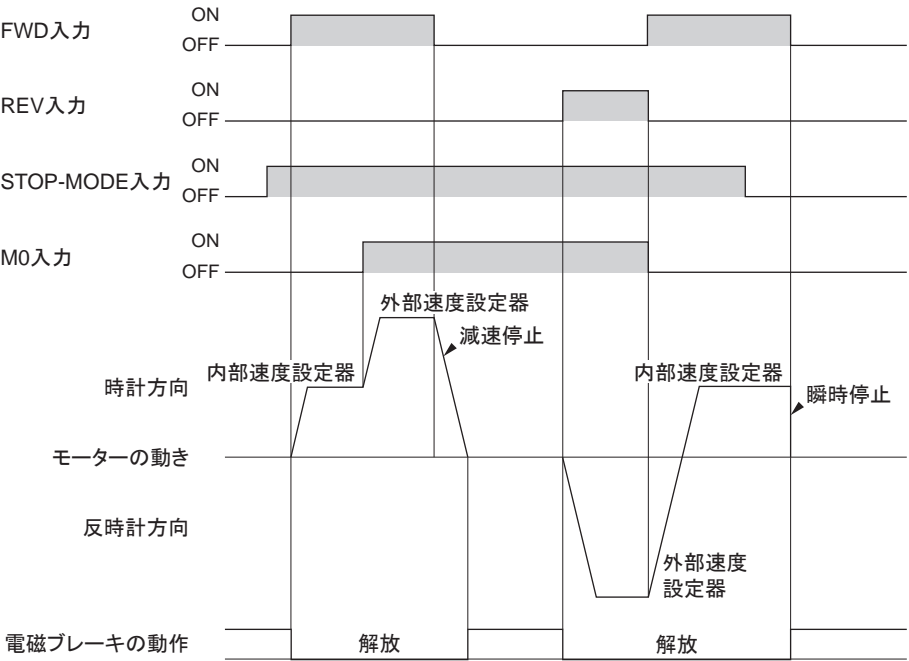 FWD入力
ON
OFF
REV入力
ON
OFF
STOP-MODE入力
ON
OFF
M0入力
ON
OFF
外部速度設定器
減速停止
時計方向
内部速度設定器
内部速度設定器
瞬時停止
モーターの動き
反時計方向
外部速度
設定器
電磁ブレーキの動作
解放
解放